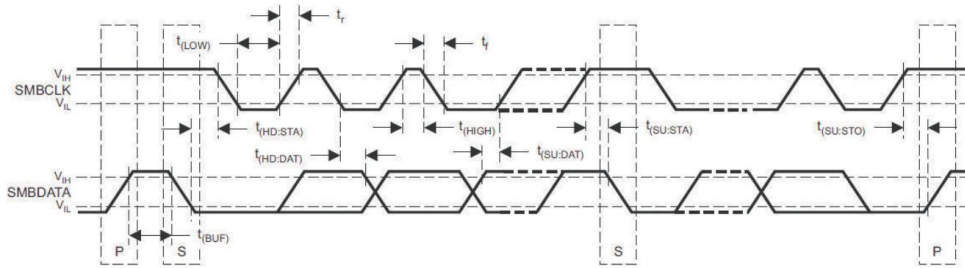 tr
t(LOW)
tf
VIH
SMBCLK
VIL
t(HD:STA)
t(HIGH)
t(SU:STA)
t(SU:STO)
t(HD:DAT)
t(SU:DAT)
VIH
SMBDATA
VIL
t(BUF)
P
S
S
P